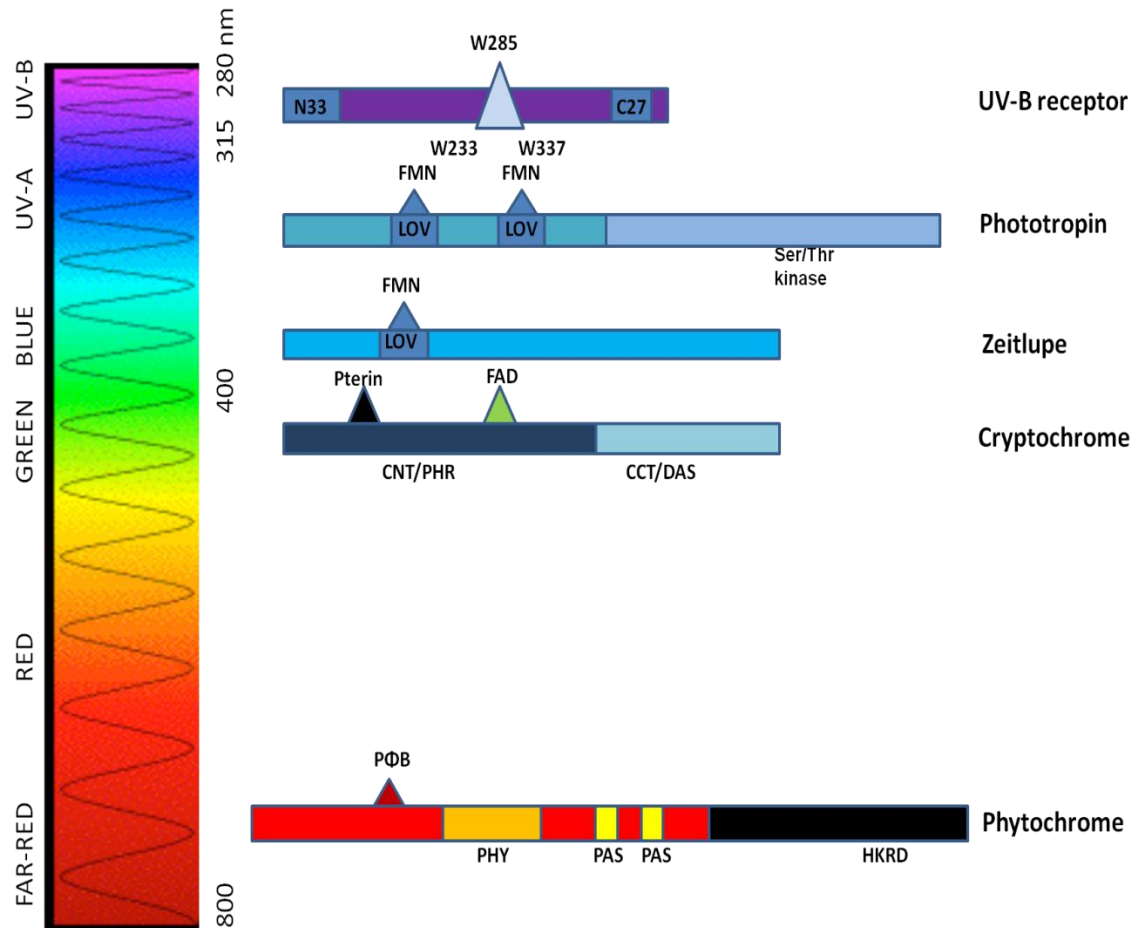 UV-B
UV-A
BLUE
GREEN
RED
FAR-RED
280 nm
315
400
800
W285
N33
C27
UV-B receptor
W233
W337
FMN
FMN
LOV
LOV
Phototropin
Ser/Thr
kinase
FMN
LOV
Zeitlupe
Pterin
FAD
Cryptochrome
CNT/PHR
CCT/DAS
PΦB
Phytochrome
PHY
PAS
PAS
HKRD